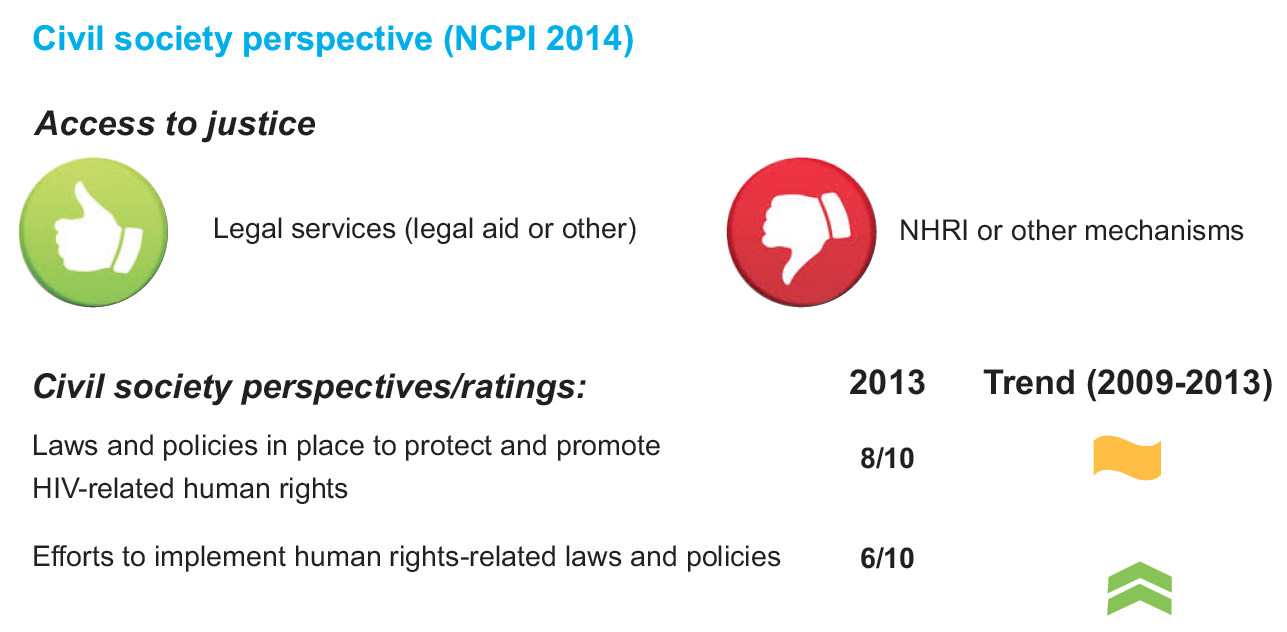 Civil society perspective (NCPI 2014)
Access to justice
Legal services (legal aid or other)
NHRI or other mechanisms
Civil society perspectives/ratings: 2013 Trend (2009-2013)
Laws and policies in place to protect and promote
HIV-related human rights
8/10
Efforts to implement human rights-related laws and policies 6/10